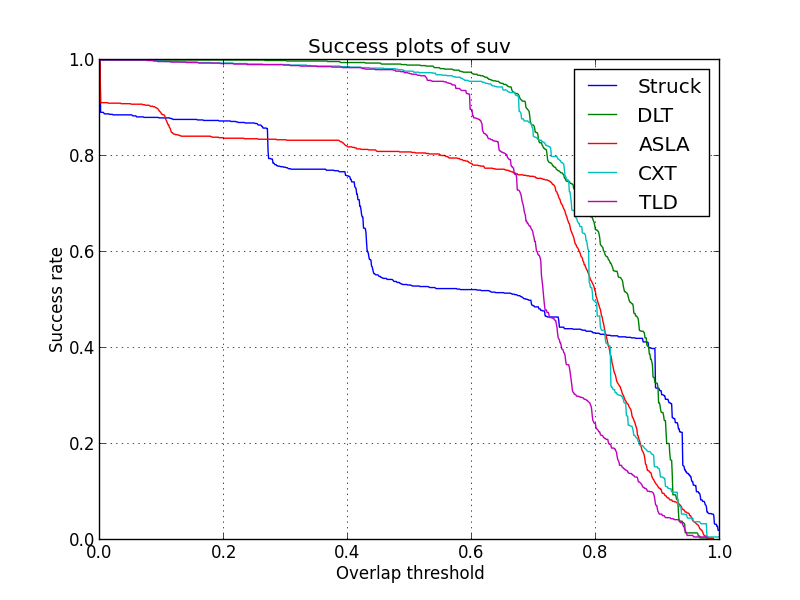 Success plots of suv
Success rate
1.0
0.8
0.6
0.4
0.2
0.0
Struck
DLT
ASLA
CXT
TLD
0.0 0.2 0.4 0.6 0.8 1.0
Overlap threshold